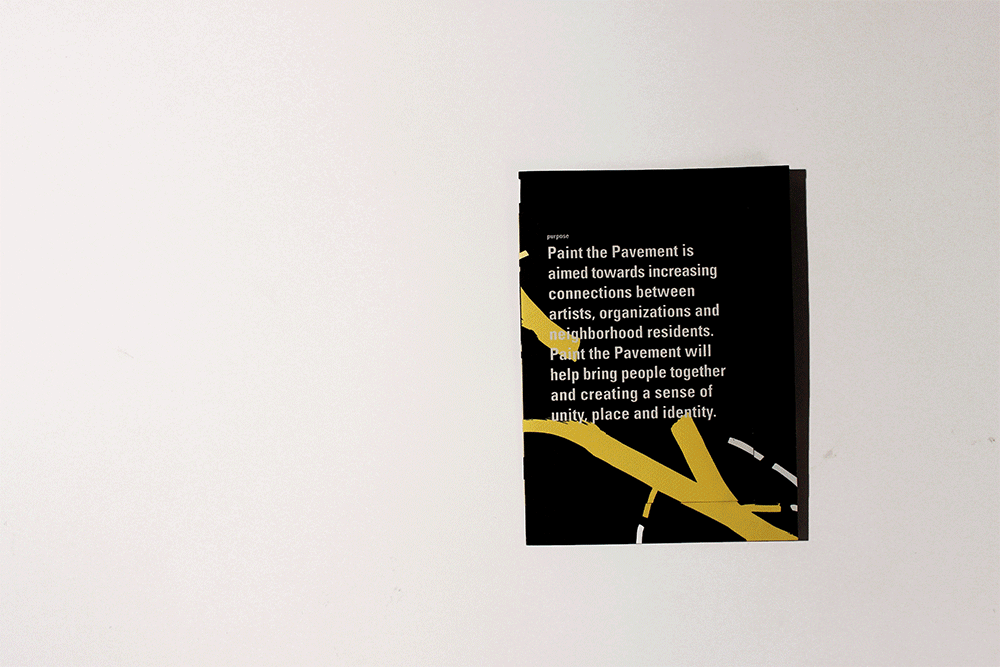 purpose
Paint the Pavement is
aimed towards increasing
connections between
artists, organizations and
neighborhood residents.
Paint the Pavement will
help bring people together
and creating a sense of
unity, place and identity.